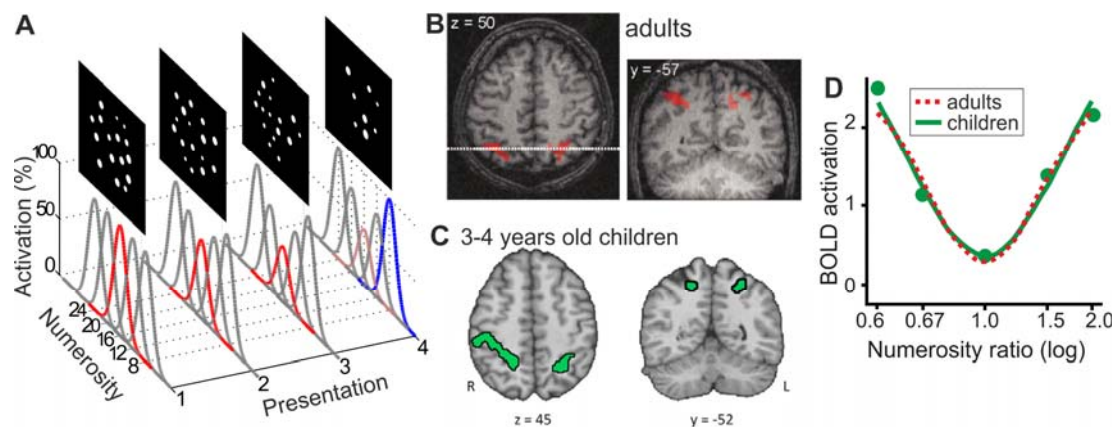 A
Activation (%)
100
50
0
Numerosity
24
20
16
12
8
1
2
3
4
Presentation
B
z = 50
adults
y = -57
C
3-4 years old children
R
L
z = 45
y = -52
D
BOLD activation
2
1
0
adults
children
0.6
0.67
1.0
1.5
2.0
Numerosity ratio (log)